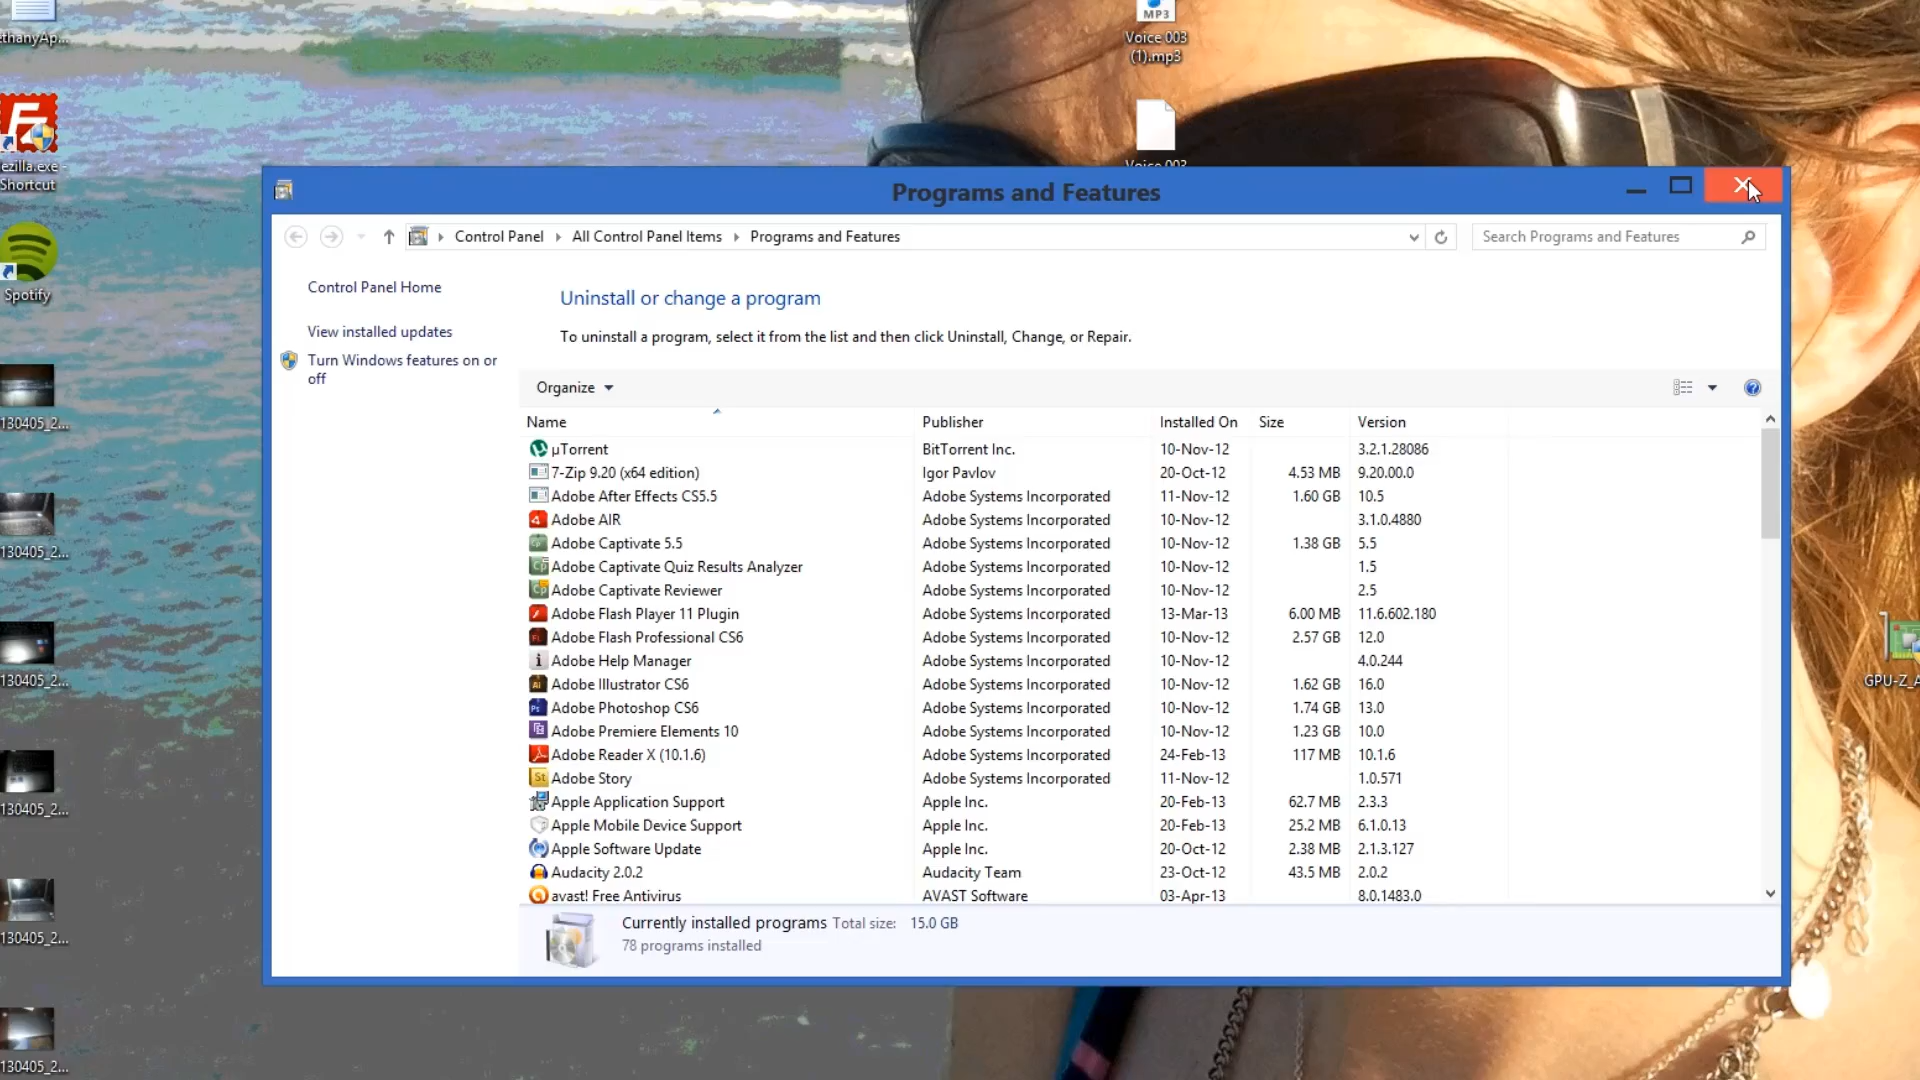 thanyAp...
MP3
Voice 003
(1).mp3
Voice 003
ezilla.exe -
Shortcut
Spotify
130405_2...
130405_2...
130405_2...
130405_2...
130405_2...
130405_2...
GPU-Z_A
Programs and Features
Control Panel All Control Panel Items Programs and Features
Search Programs and Features
Control Panel Home
View installed updates
Turn Windows features on or
off
Uninstall or change a program
To uninstall a program, select it from the list and then click Uninstall, Change, or Repair.
Organize
Name Publisher Installed On Size Version
µTorrent BitTorrent Inc. 10-Nov-12 3.2.1.28086
7-Zip 9.20 (x64 edition) Igor Pavlov 20-Oct-12 4.53 MB 9.20.00.0
Adobe After Effects CS5.5 Adobe Systems Incorporated 11-Nov-12 1.60 GB 10.5
Adobe AIR Adobe Systems Incorporated 10-Nov-12 3.1.0.4880
Adobe Captivate 5.5 Adobe Systems Incorporated 10-Nov-12 1.38 GB 5.5
Adobe Captivate Quiz Results Analyzer Adobe Systems Incorporated 10-Nov-12 1.5
Adobe Captivate Reviewer Adobe Systems Incorporated 10-Nov-12 2.5
Adobe Flash Player 11 Plugin Adobe Systems Incorporated 13-Mar-13 6.00 MB 11.6.602.180
Adobe Flash Professional CS6 Adobe Systems Incorporated 10-Nov-12 2.57 GB 12.0
Adobe Help Manager Adobe Systems Incorporated 10-Nov-12 4.0.244
Adobe Illustrator CS6 Adobe Systems Incorporated 10-Nov-12 1.62 GB 16.0
Adobe Photoshop CS6 Adobe Systems Incorporated 10-Nov-12 1.74 GB 13.0
Adobe Premiere Elements 10 Adobe Systems Incorporated 10-Nov-12 1.23 GB 10.0
Adobe Reader X (10.1.6) Adobe Systems Incorporated 24-Feb-13 117 MB 10.1.6
Adobe Story Adobe Systems Incorporated 11-Nov-12 1.0.571
Apple Application Support Apple Inc. 20-Feb-13 62.7 MB 2.3.3
Apple Mobile Device Support Apple Inc. 20-Feb-13 25.2 MB 6.1.0.13
Apple Software Update Apple Inc. 20-Oct-12 2.38 MB 2.1.3.127
Audacity 2.0.2 Audacity Team 23-Oct-12 43.5 MB 2.0.2
avast! Free Antivirus AVAST Software 03-Apr-13 8.0.1483.0
Currently installed programs Total size: 15.0 GB
78 programs installed